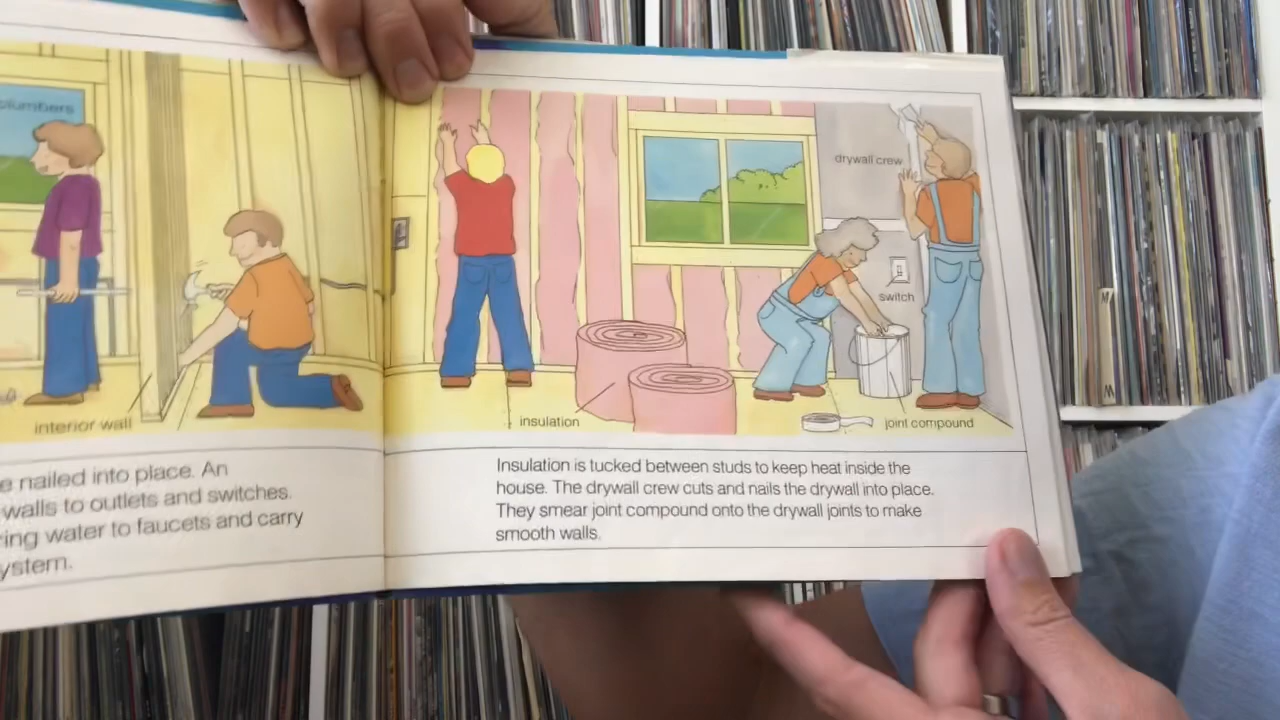 plumbers
interior wall
e nailed into place. An
walls to outlets and switches.
ring water to faucets and carry
ystem.
drywall crew
switch
insulation
joint compound
Insulation is tucked between studs to keep heat inside the
house. The drywall crew cuts and nails the drywall into place.
They smear joint compound onto the drywall joints to make
smooth walls.